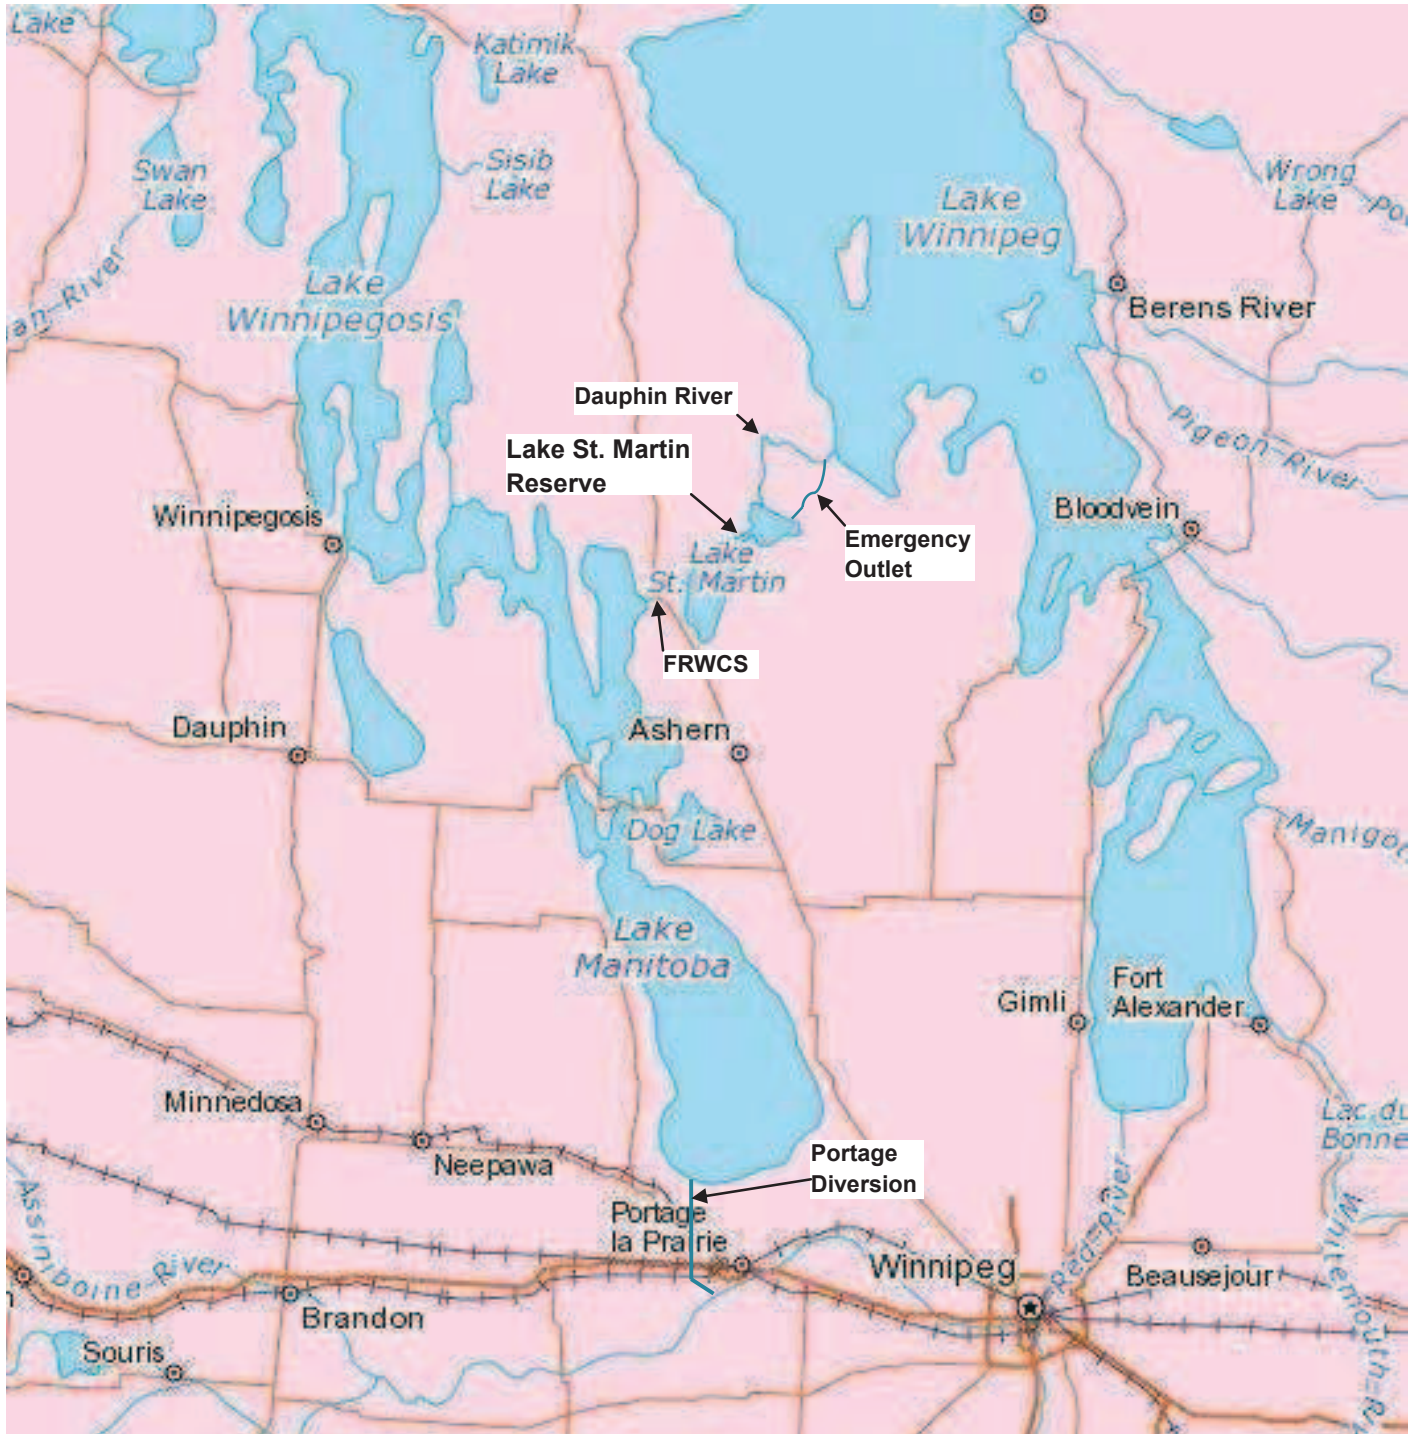 Lake
Katimik
Lake
Swan
Lake
Sisib
Lake
Lake
Winnipeg
Wrong
Lake
an-River
Lake
Winnipegosis
Berens River
Dauphin River
Lake St. Martin
Reserve
Pigeon-River
Winnipegosis
Bloodvein
Emergency
Outlet
Lake
St. Martin
FRWCS
Dauphin
Ashern
Dog Lake
Manigo
Lake
Manitoba
Gimli
Fort
Alexander
Minnedosa
Neepawa
Lac du
Bonne
Portage
Diversion
Assiniboine-River
Portage
la Prairie
Winnipeg
Red-River
Beausejour
Whitemouth-Ri
Brandon
Souris